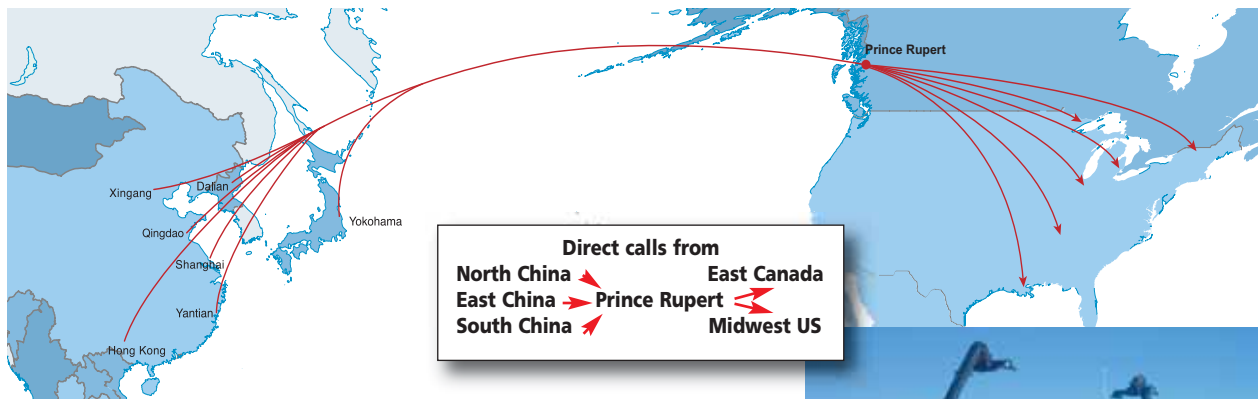 Prince Rupert
Xingang
Dalian
Qingdao
Yokohama
Shanghai
Yantian
Hong Kong
Direct calls from
North China
East Canada
East China
Prince Rupert
South China
Midwest US